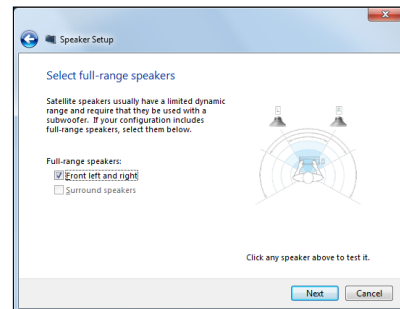 Speaker Setup
Select full-range speakers
Satellite speakers usually have a limited dynamic
range and require that they be used with a
subwoofer. If your configuration includes
full-range speakers, select them below.
Full-range speakers:
Front left and right
Surround speakers
L R
Click any speaker above to test it.
Next Cancel